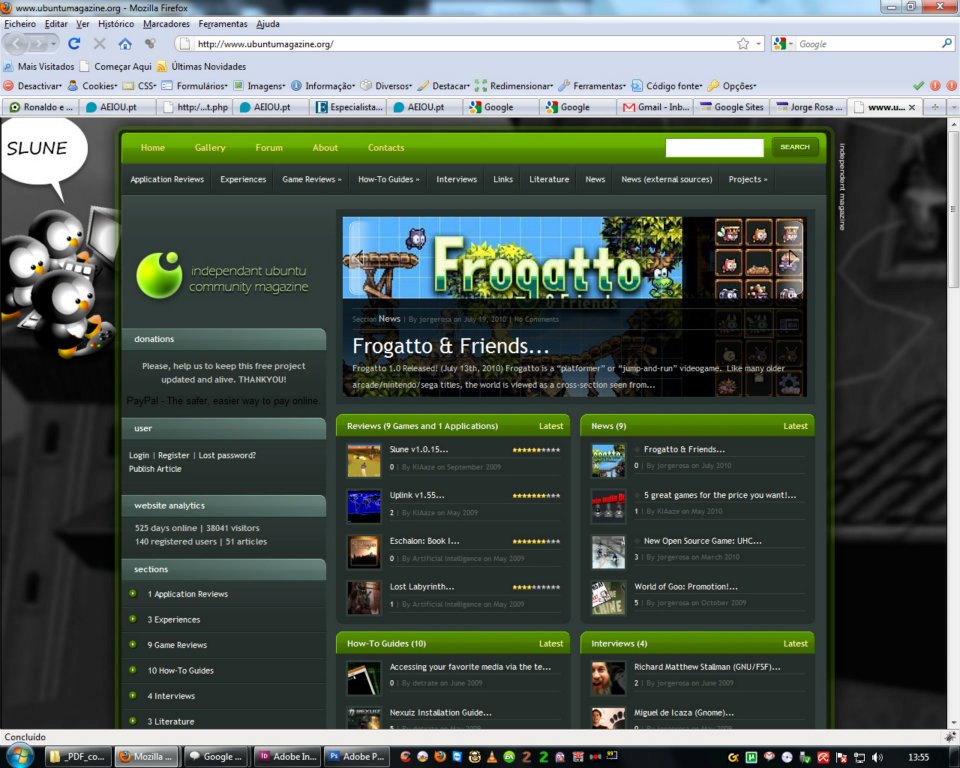 www.ubuntumagazine.org - Mozilla Firefox
Ficheiro Editar Ver Histórico Marcadores Ferramentas Ajuda
http://www.ubuntumagazine.org/
Google
Mais Visitados Começar Aqui Últimas Novidades
Desactivar Cookies CSS Formulários Imagens Informação Diversos Destacar Redimensionar Ferramentas Código fonte Opções
Ronaldo e ... AEIOU.pt http:/...t.php AEIOU.pt Especialista... AEIOU.pt Google Google Gmail - Inb... Google Sites Jorge Rosa ... www.u...
SLUNE
Home Gallery Forum About Contacts
SEARCH
independent magazine
Application Reviews Experiences Game Reviews » How-To Guides » Interviews Links Literature News News (external sources) Projects »
independant ubuntu
community magazine
Frogatto
& Friends
Section News | By jorgerosa on July 19, 2010 | No Comments
Frogatto & Friends...
Frogatto 1.0 Released! (July 13th, 2010) Frogatto is a “platformer” or “jump-and-run” videogame. Like many older
arcade/nintendo/sega titles, the world is viewed as a cross-section seen from...
donations
Please, help us to keep this free project
updated and alive. THANKYOU!
PayPal - The safer, easier way to pay online.
user
Login | Register | Lost password?
Publish Article
website analytics
525 days online | 38041 visitors
140 registered users | 51 articles
sections
1 Application Reviews
3 Experiences
9 Game Reviews
10 How-To Guides
4 Interviews
3 Literature
Reviews (9 Games and 1 Applications) Latest
Slune v1.0.15...
0 | By KIAaze on September 2009
Uplink v1.55...
2 | By KIAaze on May 2009
Eschalon: Book I...
0 | By Artificial Intelligence on May 2009
Lost Labyrinth...
1 | By Artificial Intelligence on May 2009
News (9) Latest
Frogatto & Friends...
0 | By jorgerosa on July 2010
5 great games for the price you want!...
1 | By KIAaze on May 2010
New Open Source Game: UHC...
3 | By jorgerosa on March 2010
World of Goo: Promotion!...
5 | By jorgerosa on October 2009
How-To Guides (10) Latest
Accessing your favorite media via the te...
0 | By detrate on June 2009
Nexuiz Installation Guide...
NEXUIZ
Interviews (4) Latest
Richard Matthew Stallman (GNU/FSF)...
2 | By jorgerosa on June 2009
Miguel de Icaza (Gnome)...
Concluído
_PDF_co... Mozilla ... Google ... Adobe In... Adobe P...
13:55